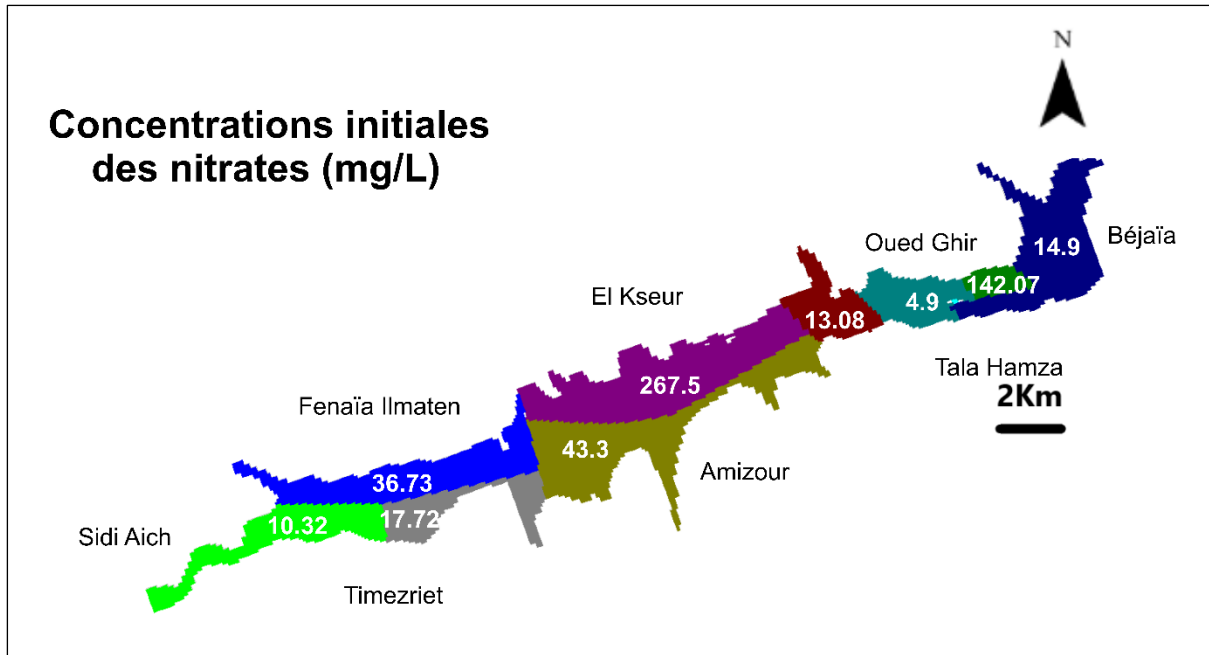 N
Concentrations initiales
des nitrates (mg/L)
Oued Ghir
Béjaïa
14.9
142.07
4.9
El Kseur
13.08
Tala Hamza
2Km
267.5
Fenaïa Ilmaten
43.3
Amizour
36.73
17.72
10.32
Sidi Aich
Timezriet